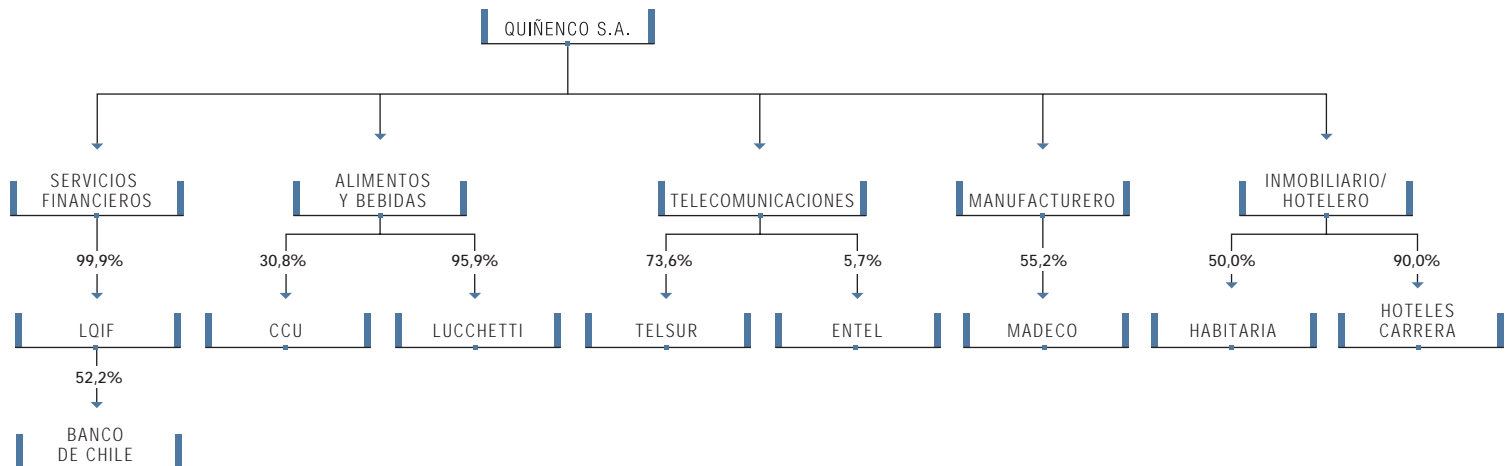 QUIÑENCO S.A.
SERVICIOS
FINANCIEROS
ALIMENTOS
Y BEBIDAS
TELECOMUNICACIONES
MANUFACTURERO
INMOBILIARIO/
HOTELERO
99,9%
30,8%
95,9%
73,6%
5,7%
55,2%
50,0%
90,0%
LQIF
CCU
LUCCHETTI
TELSUR
ENTEL
MADECO
HABITARIA
HOTELES
CARRERA
52,2%
BANCO
DE CHILE